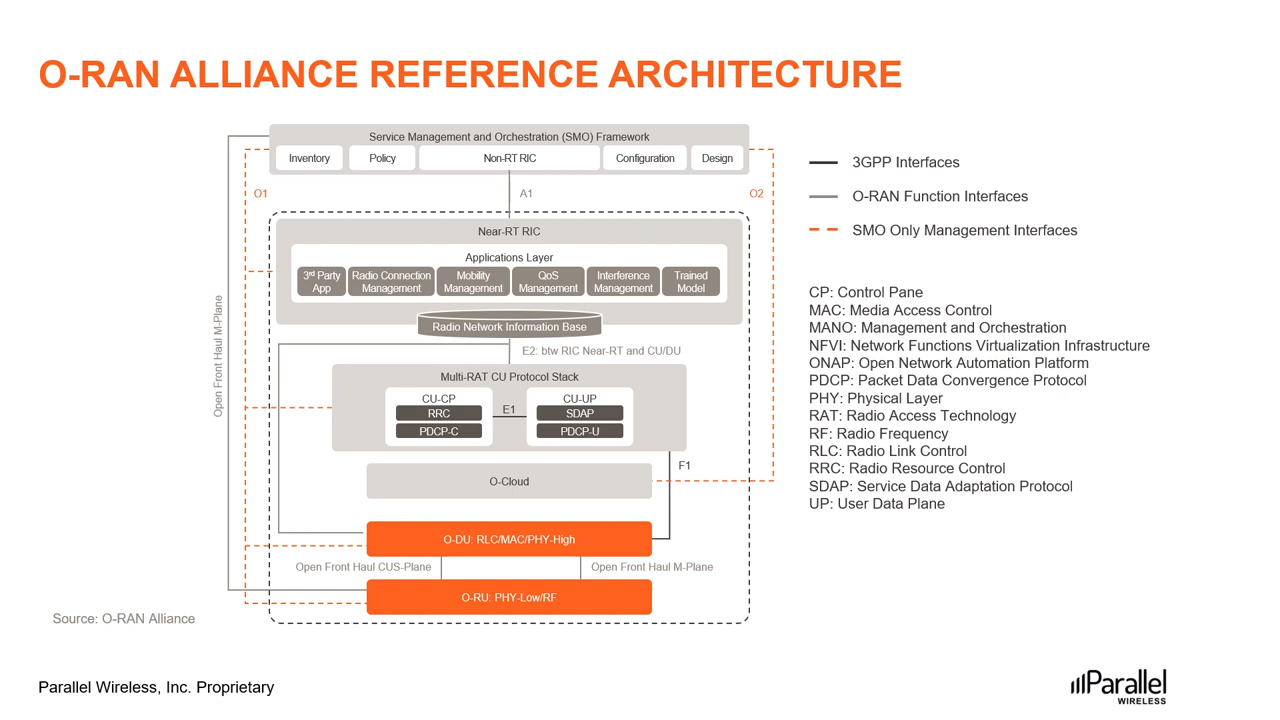 O-RAN ALLIANCE REFERENCE ARCHITECTURE
Service Management and Orchestration (SMO) Framework
Inventory
Policy
Non-RT RIC
Configuration
Design
O1
A1
O2
Near-RT RIC
Applications Layer
3rd Party
App
Radio Connection
Management
Mobility
Management
QoS
Management
Interference
Management
Trained
Model
Radio Network Information Base
Open Front Haul M-Plane
E2: btw RIC Near-RT and CU/DU
Multi-RAT CU Protocol Stack
CU-CP
RRC
PDCP-C
E1
CU-UP
SDAP
PDCP-U
F1
O-Cloud
O-DU: RLC/MAC/PHY-High
Open Front Haul CUS-Plane
Open Front Haul M-Plane
O-RU: PHY-Low/RF
3GPP Interfaces
O-RAN Function Interfaces
SMO Only Management Interfaces
CP: Control Pane
MAC: Media Access Control
MANO: Management and Orchestration
NFVI: Network Functions Virtualization Infrastructure
ONAP: Open Network Automation Platform
PDCP: Packet Data Convergence Protocol
PHY: Physical Layer
RAT: Radio Access Technology
RF: Radio Frequency
RLC: Radio Link Control
RRC: Radio Resource Control
SDAP: Service Data Adaptation Protocol
UP: User Data Plane
Source: O-RAN Alliance
Parallel Wireless, Inc. Proprietary
Parallel
WIRELESS